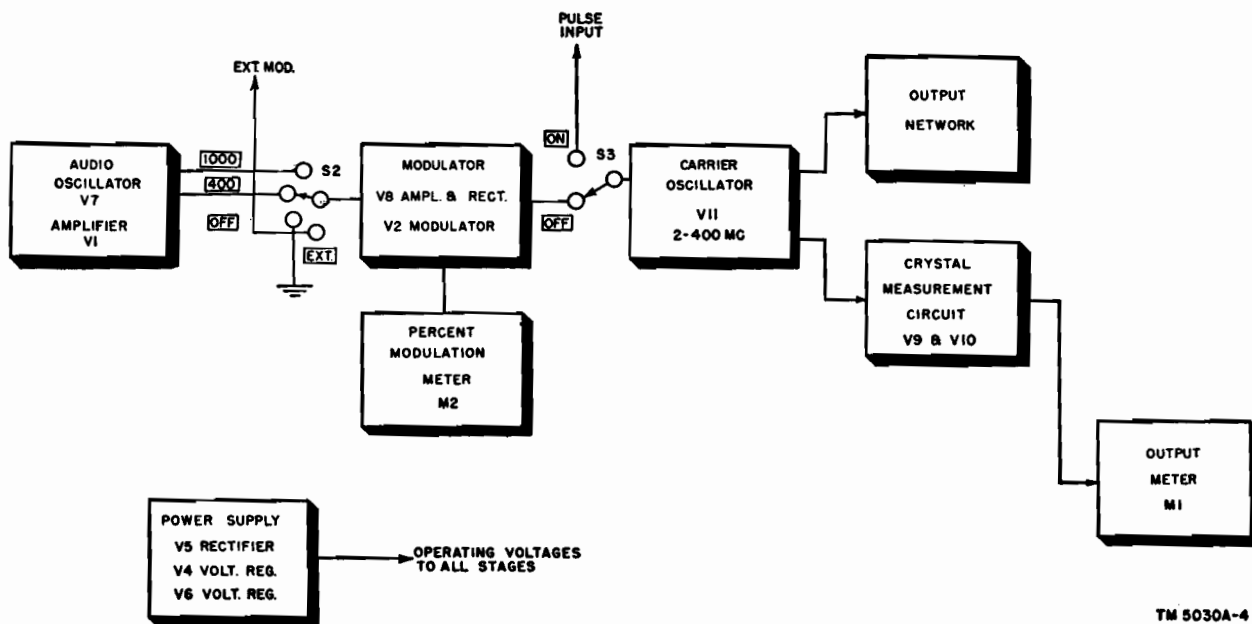 PULSE
INPUT
EXT. MOD.
AUDIO
OSCILLATOR
V7
AMPLIFIER
V1
1000
400
OFF
EXT.
S2
MODULATOR
V8 AMPL. & RECT.
V2 MODULATOR
ON
OFF
S3
CARRIER
OSCILLATOR
V11
2-400 MC
OUTPUT
NETWORK
CRYSTAL
MEASUREMENT
CIRCUIT
V9 & V10
PERCENT
MODULATION
METER
M2
OUTPUT
METER
M1
POWER SUPPLY
V5 RECTIFIER
V4 VOLT. REG.
V6 VOLT. REG.
OPERATING VOLTAGES
TO ALL STAGES
TM 5030A-4